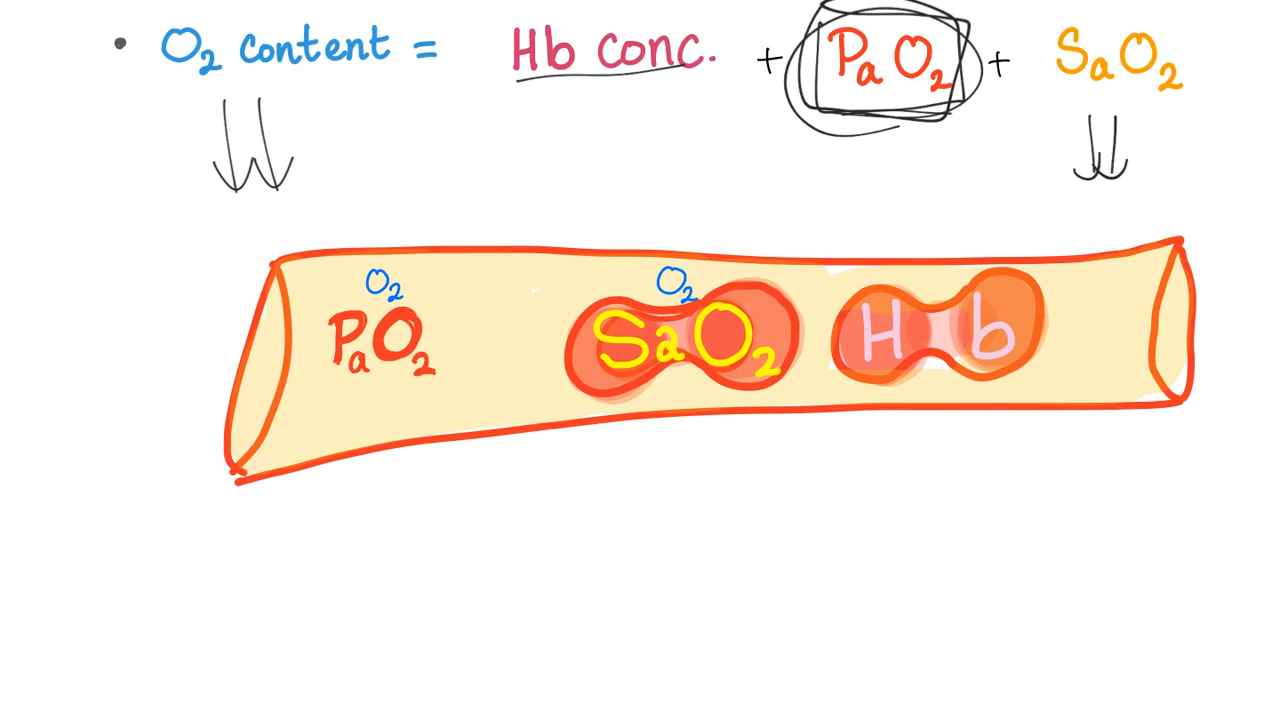 • O₂ content = Hb conc. + PaO₂ + SaO₂
O₂ O₂
PaO₂ SaO₂ Hb